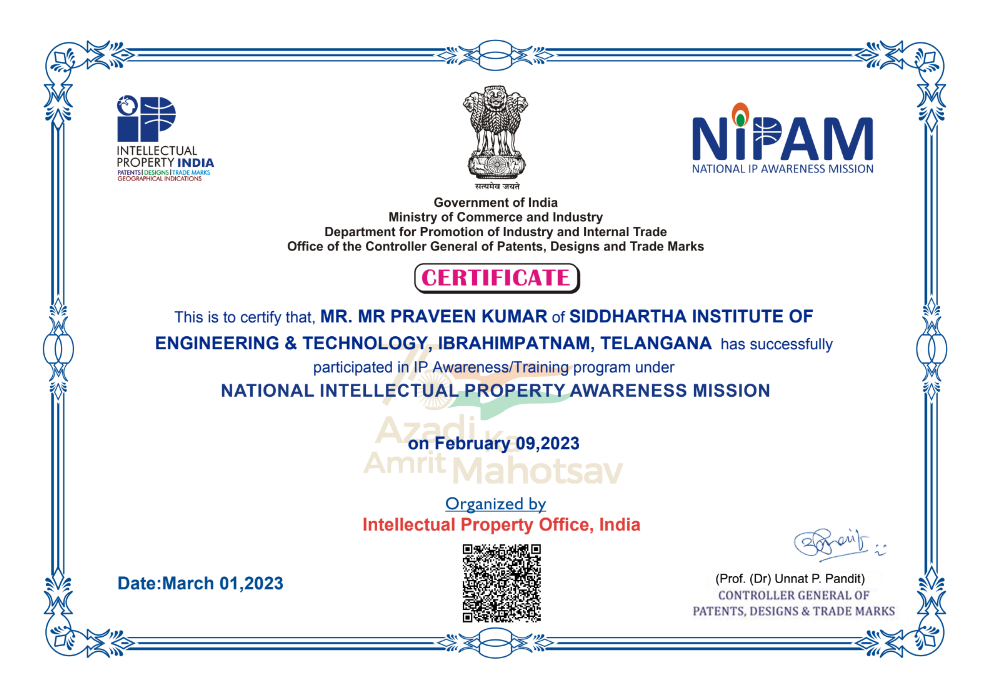 INTELLECTUAL
PROPERTY INDIA
PATENTS|DESIGNS|TRADE MARKS
GEOGRAPHICAL INDICATIONS
सत्यमेव जयते
NiPAM
NATIONAL IP AWARENESS MISSION
Government of India
Ministry of Commerce and Industry
Department for Promotion of Industry and Internal Trade
Office of the Controller General of Patents, Designs and Trade Marks
CERTIFICATE
This is to certify that, MR. MR PRAVEEN KUMAR of SIDDHARTHA INSTITUTE OF
ENGINEERING & TECHNOLOGY, IBRAHIMPATNAM, TELANGANA has successfully
participated in IP Awareness/Training program under
NATIONAL INTELLECTUAL PROPERTY AWARENESS MISSION
Azadi Ka
Amrit Mahotsav
on February 09,2023
Organized by
Intellectual Property Office, India
Date:March 01,2023
(Prof. (Dr) Unnat P. Pandit)
CONTROLLER GENERAL OF
PATENTS, DESIGNS & TRADE MARKS